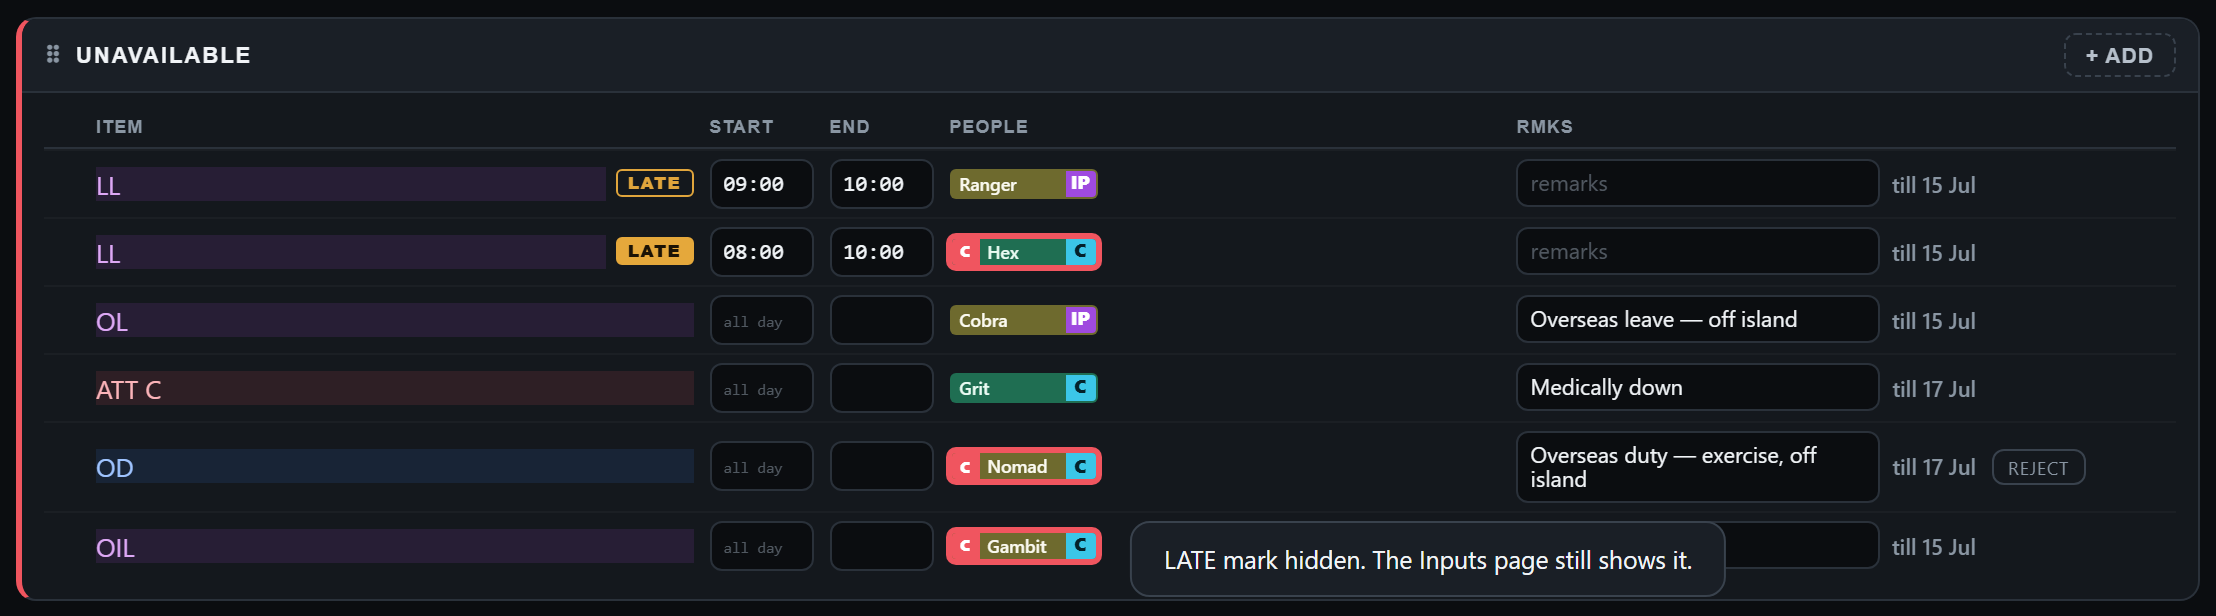 UNAVAILABLE
+ ADD
ITEM START END PEOPLE RMKS
LL LATE 09:00 10:00 Ranger IP remarks till 15 Jul
LL LATE 08:00 10:00 C Hex C remarks till 15 Jul
OL all day Cobra IP Overseas leave — off island till 15 Jul
ATT C all day Grit C Medically down till 17 Jul
OD all day C Nomad C Overseas duty — exercise, off
island till 17 Jul REJECT
OIL all day C Gambit C till 15 Jul
LATE mark hidden. The Inputs page still shows it.